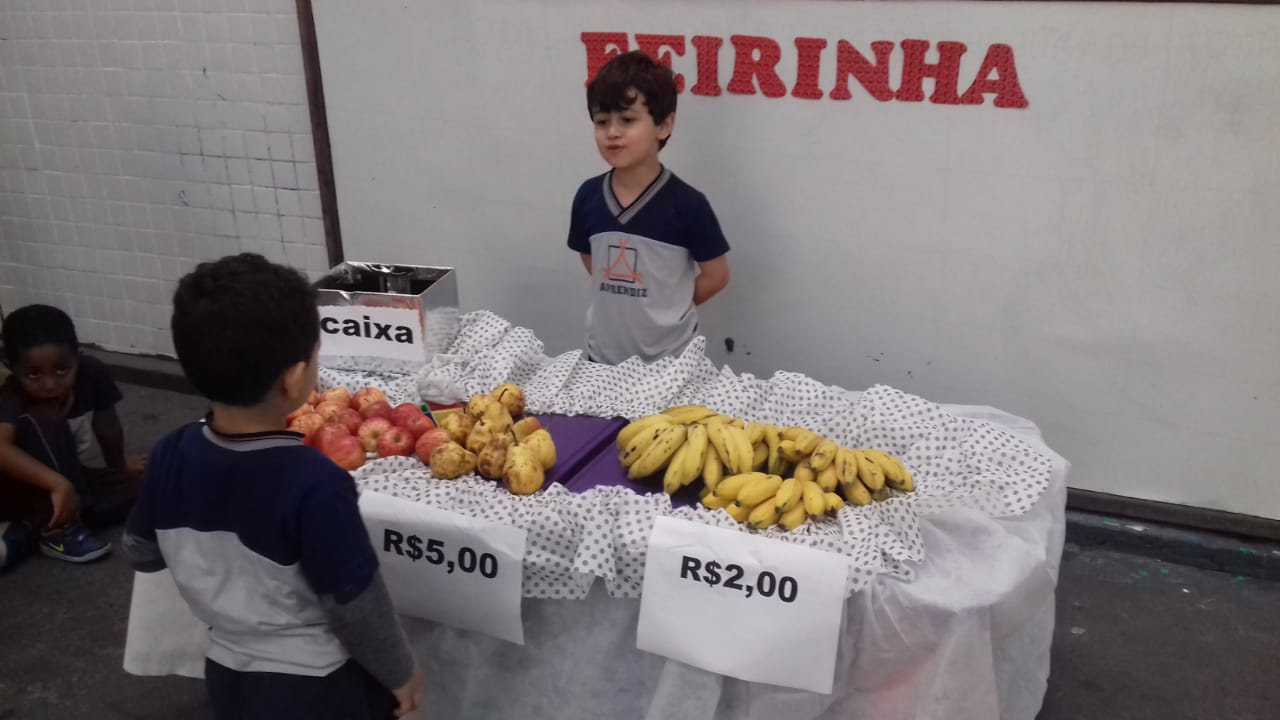 FEIRINHA
APRENDIZ
caixa
R$5,00
R$2,00